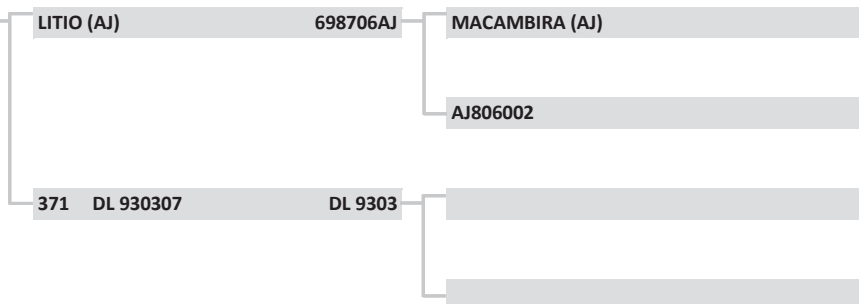 LITIO (AJ) 698706AJ MACAMBIRA (AJ)
AJ806002
371 DL 930307 DL 9303